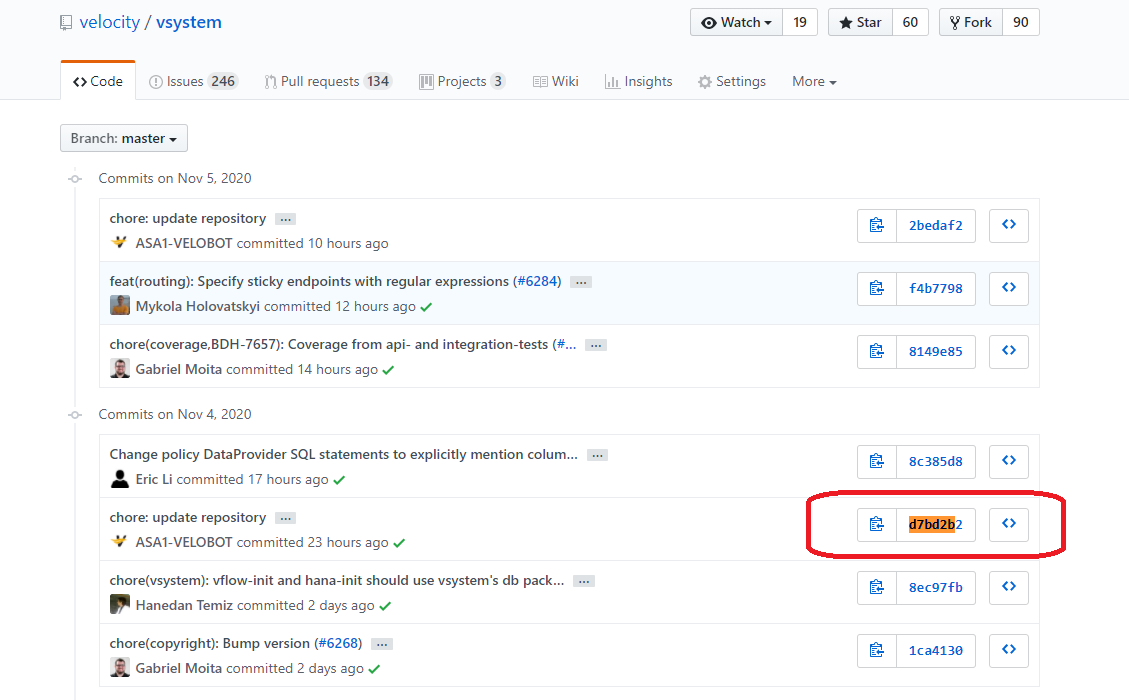 velocity / vsystem
Watch 19 Star 60 Fork 90
Code Issues 246 Pull requests 134 Projects 3 Wiki Insights Settings More
Branch: master
Commits on Nov 5, 2020
chore: update repository …
2bedaf2
ASA1-VELOBOT committed 10 hours ago
feat(routing): Specify sticky endpoints with regular expressions (#6284) …
f4b7798
Mykola Holovatskyi committed 12 hours ago
chore(coverage,BDH-7657): Coverage from api- and integration-tests (#… …
8149e85
Gabriel Moita committed 14 hours ago
Commits on Nov 4, 2020
Change policy DataProvider SQL statements to explicitly mention colum… …
8c385d8
Eric Li committed 17 hours ago
chore: update repository …
d7bd2b2
ASA1-VELOBOT committed 23 hours ago
chore(vsystem): vflow-init and hana-init should use vsystem's db pack… …
8ec97fb
Hanedan Temiz committed 2 days ago
chore(copyright): Bump version (#6268) …
1ca4130
Gabriel Moita committed 2 days ago